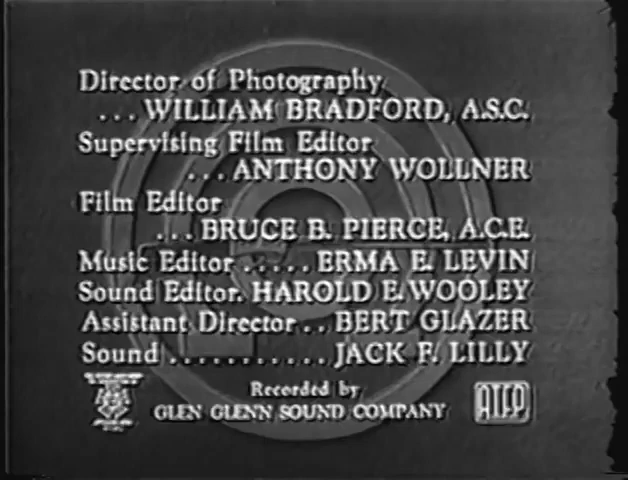 Director of Photography
... WILLIAM BRADFORD, A.S.C.
Supervising Film Editor
... ANTHONY WOLLNER
Film Editor
... BRUCE B. PIERCE, A.C.E.
Music Editor ..... ERMA E. LEVIN
Sound Editor. HAROLD E. WOOLEY
Assistant Director .. BERT GLAZER
Sound ............ JACK F. LILLY
Recorded by
GLEN GLENN SOUND COMPANY